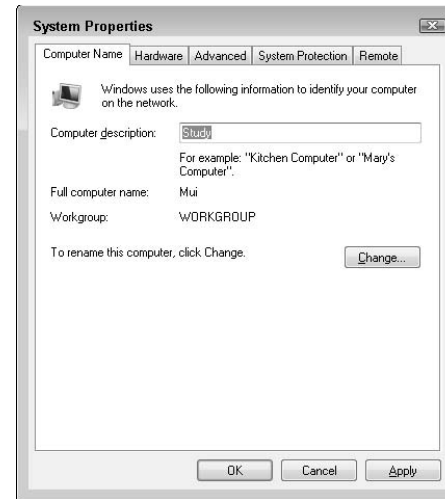 System Properties
Computer Name Hardware Advanced System Protection Remote
Windows uses the following information to identify your computer
on the network.
Computer description: Study
For example: "Kitchen Computer" or "Mary's
Computer".
Full computer name: Mui
Workgroup: WORKGROUP
To rename this computer, click Change. Change...
OK Cancel Apply